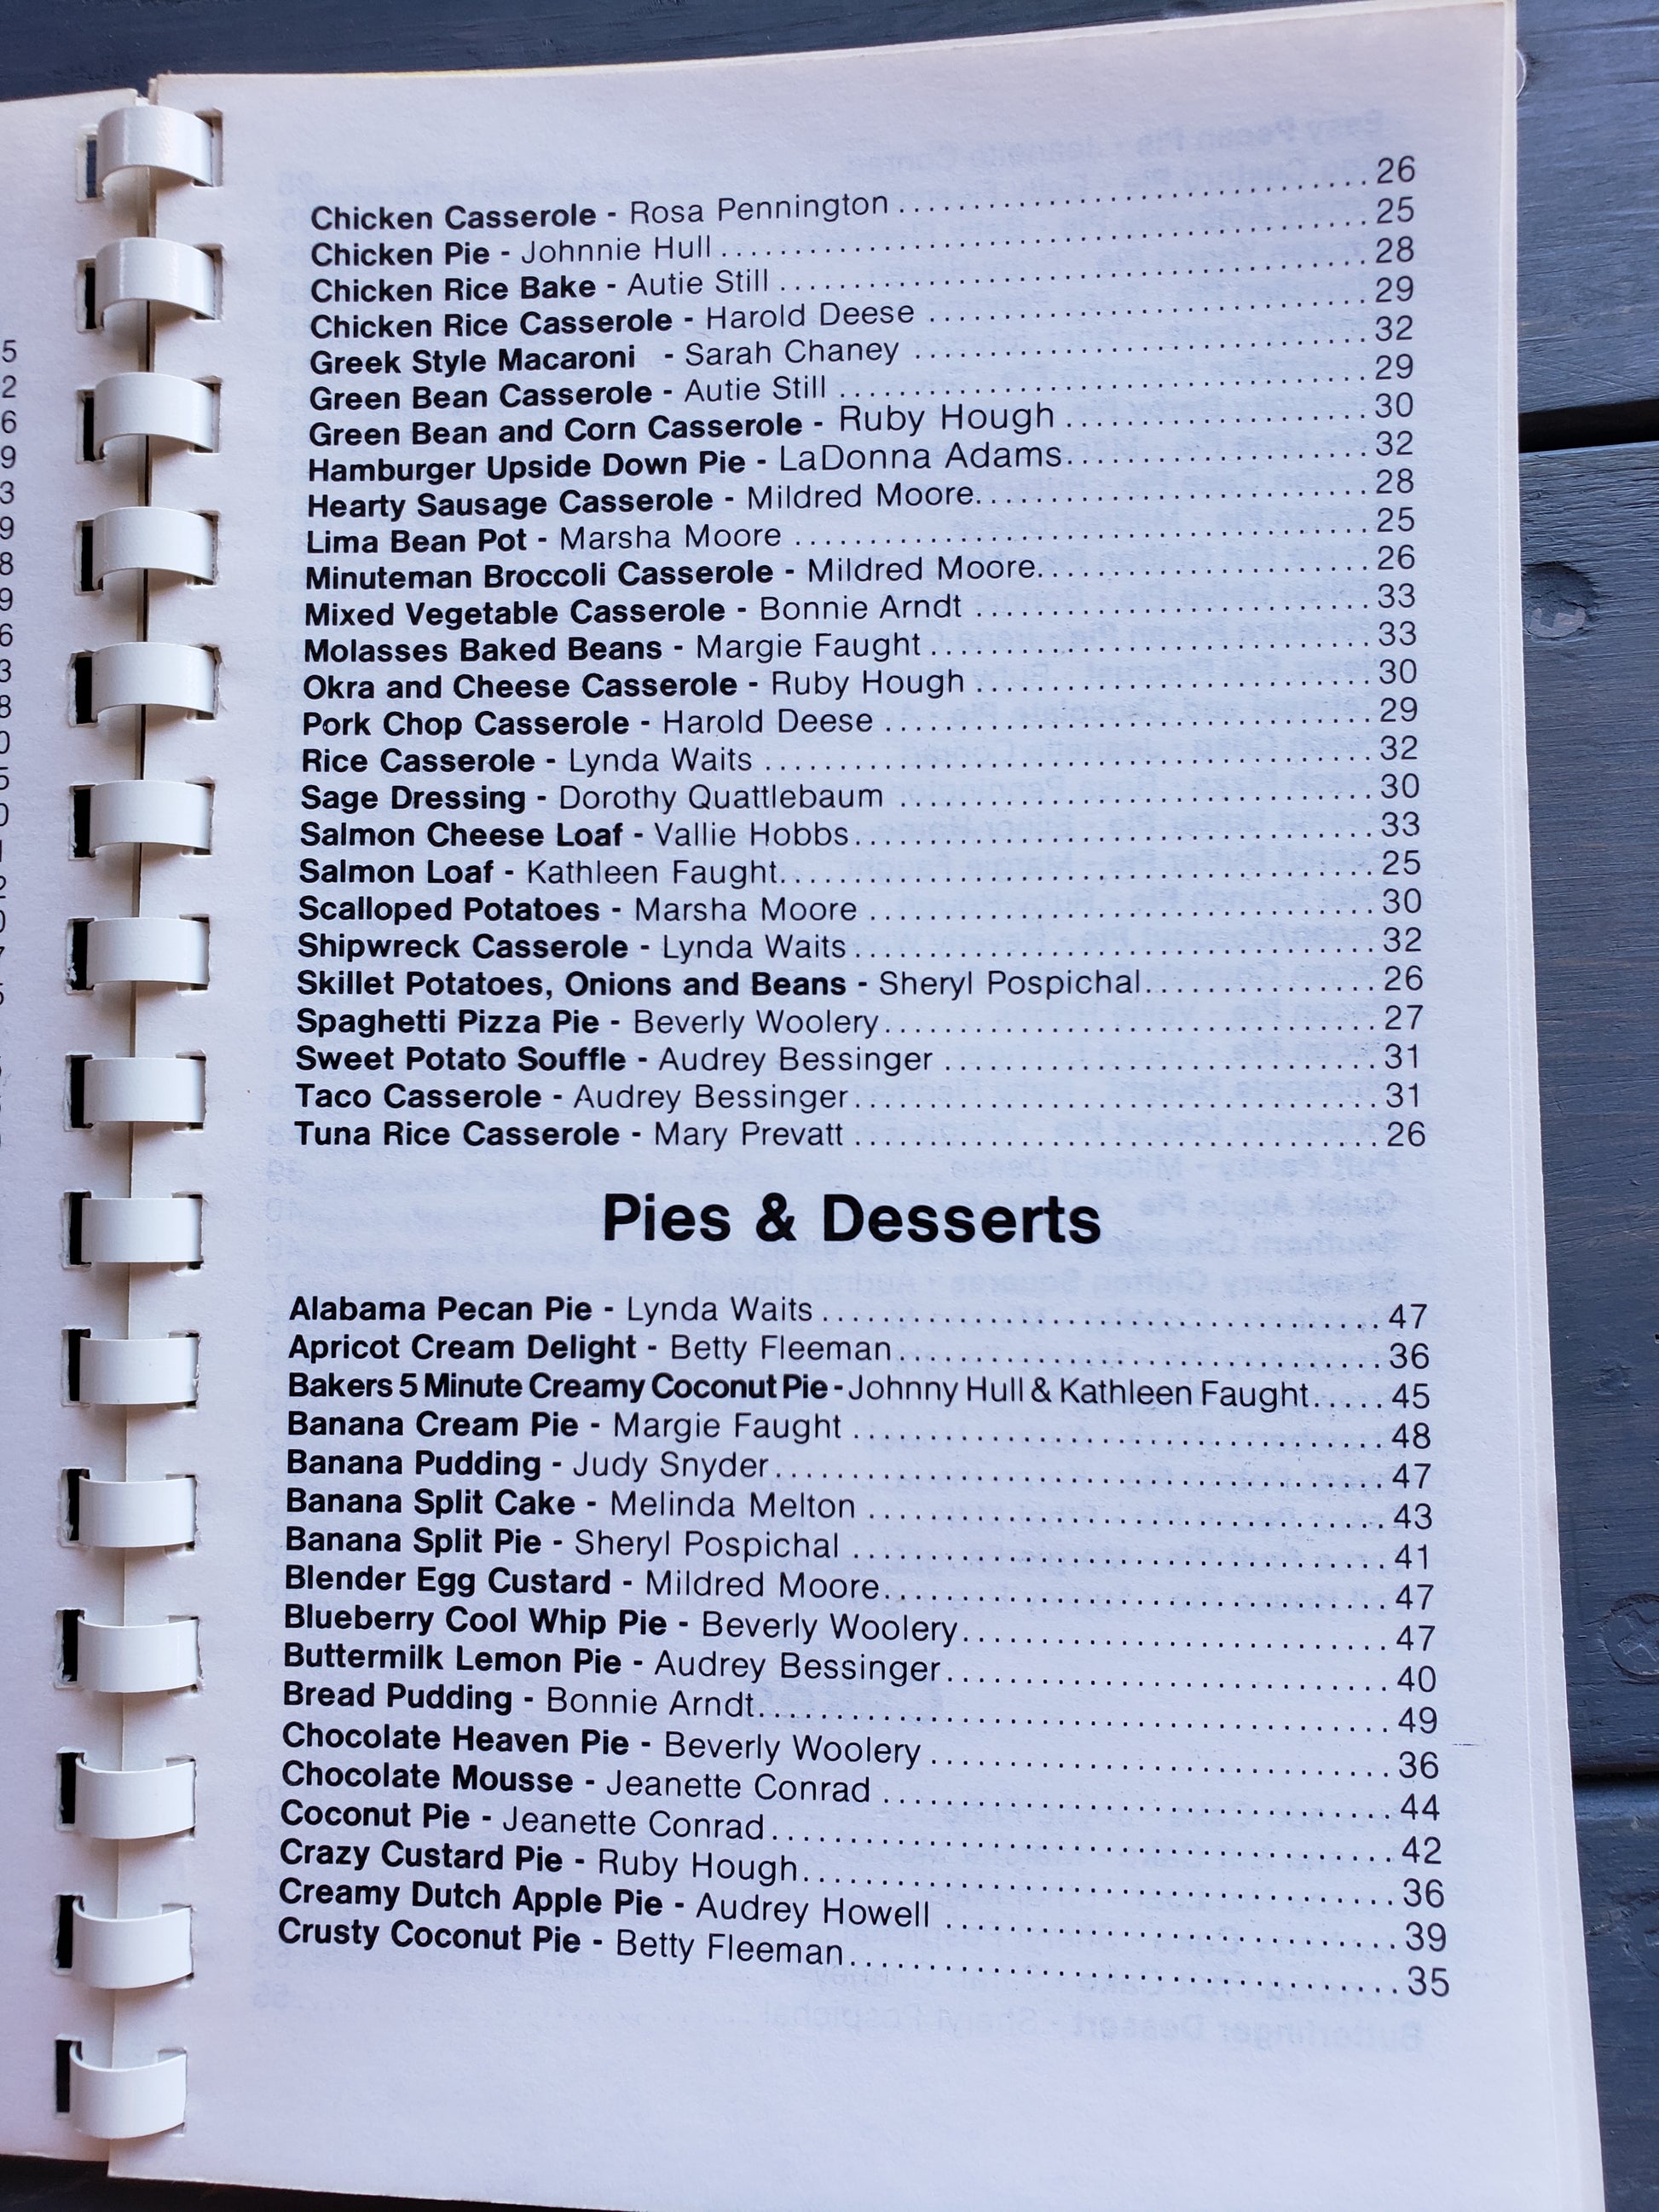 5
2
6
9
3
9
8
9
6
3
8
Chicken Casserole - Rosa Pennington ........................ 26
Chicken Pie - Johnnie Hull ........................ 25
Chicken Rice Bake - Autie Still ........................ 28
Chicken Rice Casserole - Harold Deese ........................ 29
Greek Style Macaroni - Sarah Chaney ........................ 32
Green Bean Casserole - Autie Still ........................ 29
Green Bean and Corn Casserole - Ruby Hough ........................ 30
Hamburger Upside Down Pie - LaDonna Adams ........................ 32
Hearty Sausage Casserole - Mildred Moore ........................ 28
Lima Bean Pot - Marsha Moore ........................ 25
Minuteman Broccoli Casserole - Mildred Moore ........................ 26
Mixed Vegetable Casserole - Bonnie Arndt ........................ 33
Molasses Baked Beans - Margie Faught ........................ 33
Okra and Cheese Casserole - Ruby Hough ........................ 30
Pork Chop Casserole - Harold Deese ........................ 29
Rice Casserole - Lynda Waits ........................ 32
Sage Dressing - Dorothy Quattlebaum ........................ 30
Salmon Cheese Loaf - Vallie Hobbs ........................ 33
Salmon Loaf - Kathleen Faught ........................ 25
Scalloped Potatoes - Marsha Moore ........................ 30
Shipwreck Casserole - Lynda Waits ........................ 32
Skillet Potatoes, Onions and Beans - Sheryl Pospichal ........................ 26
Spaghetti Pizza Pie - Beverly Woolery ........................ 27
Sweet Potato Souffle - Audrey Bessinger ........................ 31
Taco Casserole - Audrey Bessinger ........................ 31
Tuna Rice Casserole - Mary Prevatt ........................ 26
Pies & Desserts
Alabama Pecan Pie - Lynda Waits ........................ 47
Apricot Cream Delight - Betty Fleeman ........................ 36
Bakers 5 Minute Creamy Coconut Pie - Johnny Hull & Kathleen Faught ..... 45
Banana Cream Pie - Margie Faught ........................ 48
Banana Pudding - Judy Snyder ........................ 47
Banana Split Cake - Melinda Melton ........................ 43
Banana Split Pie - Sheryl Pospichal ........................ 41
Blender Egg Custard - Mildred Moore ........................ 47
Blueberry Cool Whip Pie - Beverly Woolery ........................ 47
Buttermilk Lemon Pie - Audrey Bessinger ........................ 40
Bread Pudding - Bonnie Arndt ........................ 49
Chocolate Heaven Pie - Beverly Woolery ........................ 36
Chocolate Mousse - Jeanette Conrad ........................ 44
Coconut Pie - Jeanette Conrad ........................ 42
Crazy Custard Pie - Ruby Hough ........................ 36
Creamy Dutch Apple Pie - Audrey Howell ........................ 39
Crusty Coconut Pie - Betty Fleeman ........................ 35